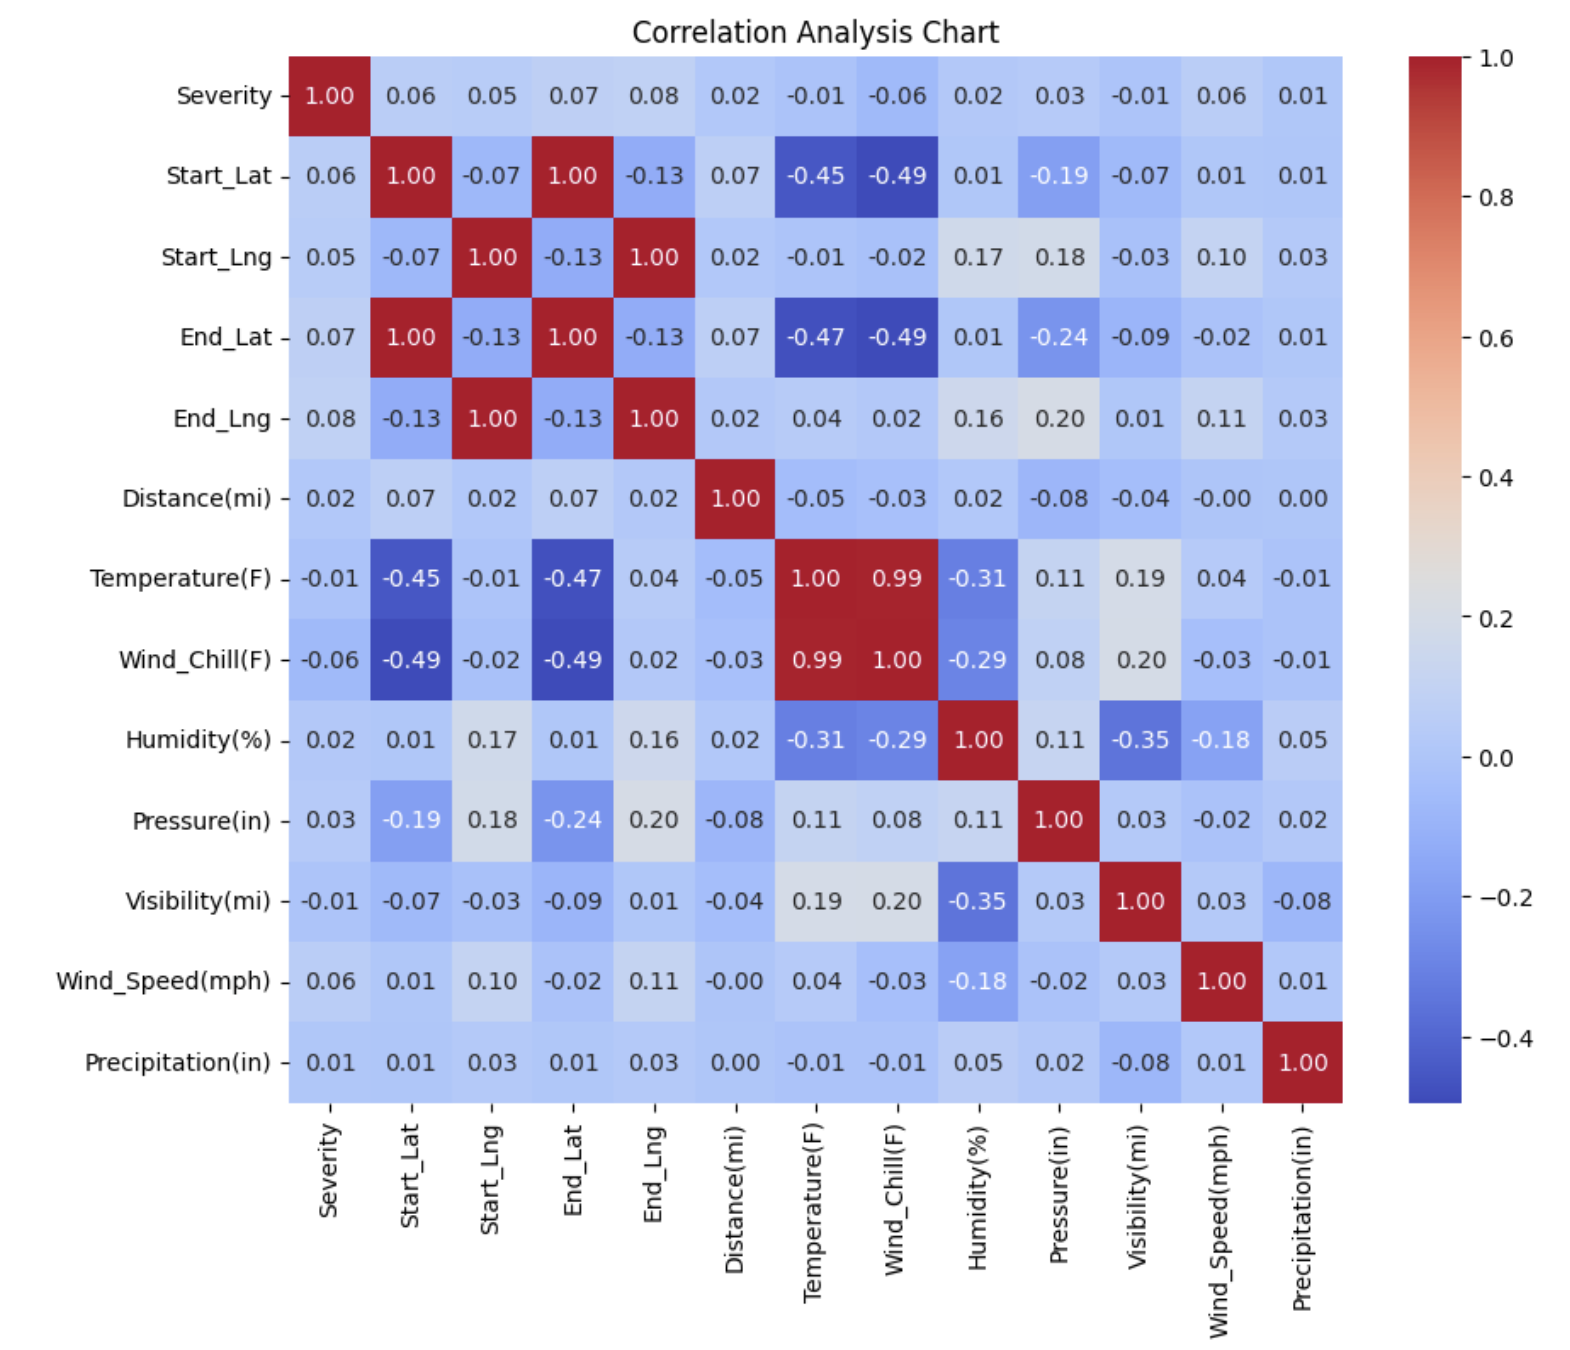 Correlation Analysis Chart
Severity 1.00 0.06 0.05 0.07 0.08 0.02 -0.01 -0.06 0.02 0.03 -0.01 0.06 0.01
Start_Lat 0.06 1.00 -0.07 1.00 -0.13 0.07 -0.45 -0.49 0.01 -0.19 -0.07 0.01 0.01
Start_Lng 0.05 -0.07 1.00 -0.13 1.00 0.02 -0.01 -0.02 0.17 0.18 -0.03 0.10 0.03
End_Lat 0.07 1.00 -0.13 1.00 -0.13 0.07 -0.47 -0.49 0.01 -0.24 -0.09 -0.02 0.01
End_Lng 0.08 -0.13 1.00 -0.13 1.00 0.02 0.04 0.02 0.16 0.20 0.01 0.11 0.03
Distance(mi) 0.02 0.07 0.02 0.07 0.02 1.00 -0.05 -0.03 0.02 -0.08 -0.04 -0.00 0.00
Temperature(F) -0.01 -0.45 -0.01 -0.47 0.04 -0.05 1.00 0.99 -0.31 0.11 0.19 0.04 -0.01
Wind_Chill(F) -0.06 -0.49 -0.02 -0.49 0.02 -0.03 0.99 1.00 -0.29 0.08 0.20 -0.03 -0.01
Humidity(%) 0.02 0.01 0.17 0.01 0.16 0.02 -0.31 -0.29 1.00 0.11 -0.35 -0.18 0.05
Pressure(in) 0.03 -0.19 0.18 -0.24 0.20 -0.08 0.11 0.08 0.11 1.00 0.03 -0.02 0.02
Visibility(mi) -0.01 -0.07 -0.03 -0.09 0.01 -0.04 0.19 0.20 -0.35 0.03 1.00 0.03 -0.08
Wind_Speed(mph) 0.06 0.01 0.10 -0.02 0.11 -0.00 0.04 -0.03 -0.18 -0.02 0.03 1.00 0.01
Precipitation(in) 0.01 0.01 0.03 0.01 0.03 0.00 -0.01 -0.01 0.05 0.02 -0.08 0.01 1.00
Severity
Start_Lat
Start_Lng
End_Lat
End_Lng
Distance(mi)
Temperature(F)
Wind_Chill(F)
Humidity(%)
Pressure(in)
Visibility(mi)
Wind_Speed(mph)
Precipitation(in)
1.0
0.8
0.6
0.4
0.2
0.0
−0.2
−0.4